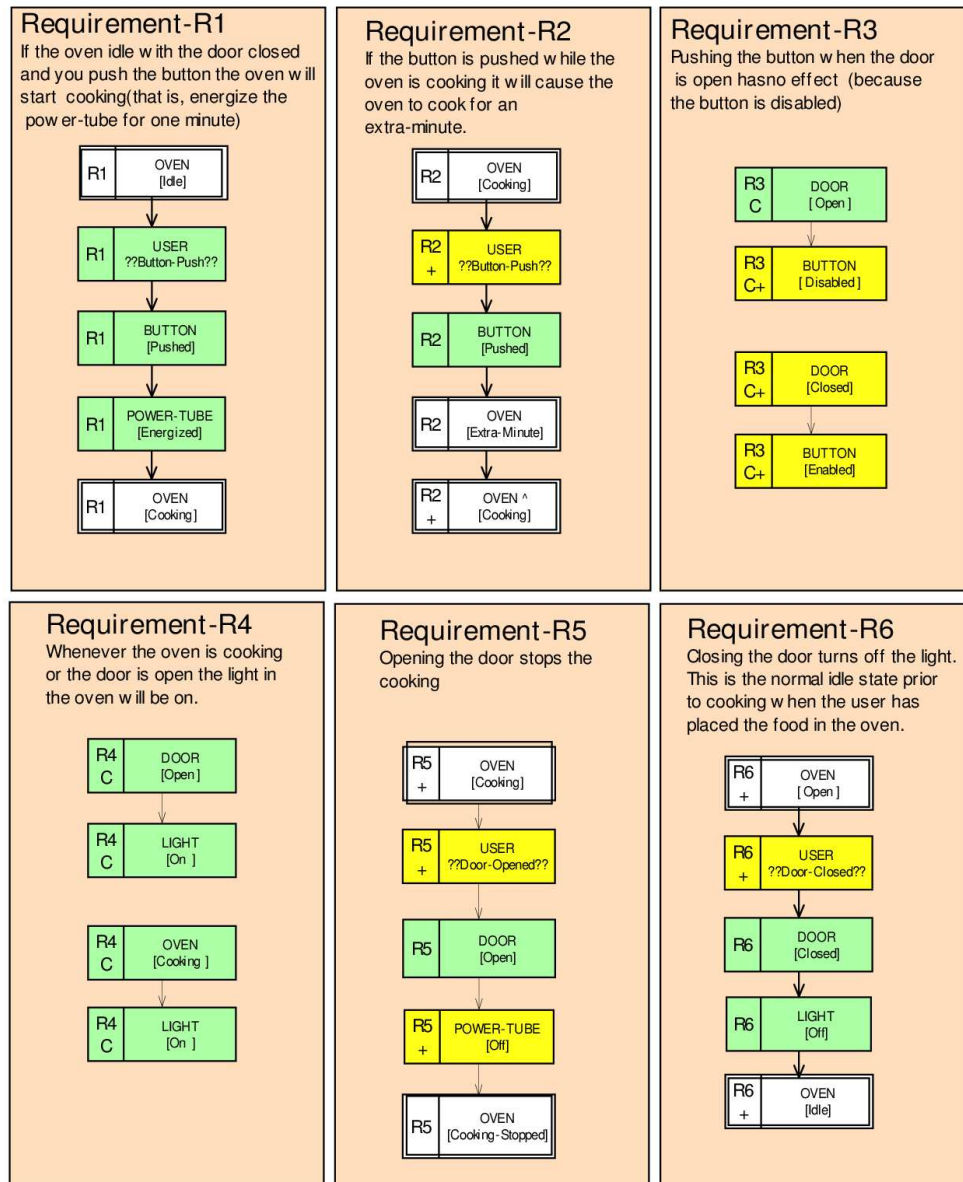 Requirement-R1
If the oven idle with the door closed
and you push the button the oven will
start cooking(that is, energize the
power-tube for one minute)
R1
OVEN
[Idle]
R1
USER
??Button-Push??
R1
BUTTON
[Pushed]
R1
POWER-TUBE
[Energized]
R1
OVEN
[Cooking]
Requirement-R2
If the button is pushed while the
oven is cooking it will cause the
oven to cook for an
extra-minute.
R2
OVEN
[Cooking]
R2
+
USER
??Button-Push??
R2
BUTTON
[Pushed]
R2
OVEN
[Extra-Minute]
R2
+
OVEN ^
[Cooking]
Requirement-R3
Pushing the button when the door
is open hasno effect (because
the button is disabled)
R3
C
DOOR
[ Open ]
R3
C+
BUTTON
[ Disabled ]
R3
C+
DOOR
[Closed]
R3
C+
BUTTON
[Enabled]
Requirement-R4
Whenever the oven is cooking
or the door is open the light in
the oven will be on.
R4
C
DOOR
[Open ]
R4
C
LIGHT
[On ]
R4
C
OVEN
[Cooking ]
R4
C
LIGHT
[On ]
Requirement-R5
Opening the door stops the
cooking
R5
+
OVEN
[Cooking]
R5
+
USER
??Door-Opened??
R5
DOOR
[Open]
R5
+
POWER-TUBE
[Off]
R5
OVEN
[Cooking-Stopped]
Requirement-R6
Closing the door turns off the light.
This is the normal idle state prior
to cooking when the user has
placed the food in the oven.
R6
+
OVEN
[ Open ]
R6
+
USER
??Door-Closed??
R6
DOOR
[Closed]
R6
LIGHT
[Off]
R6
+
OVEN
[Idle]